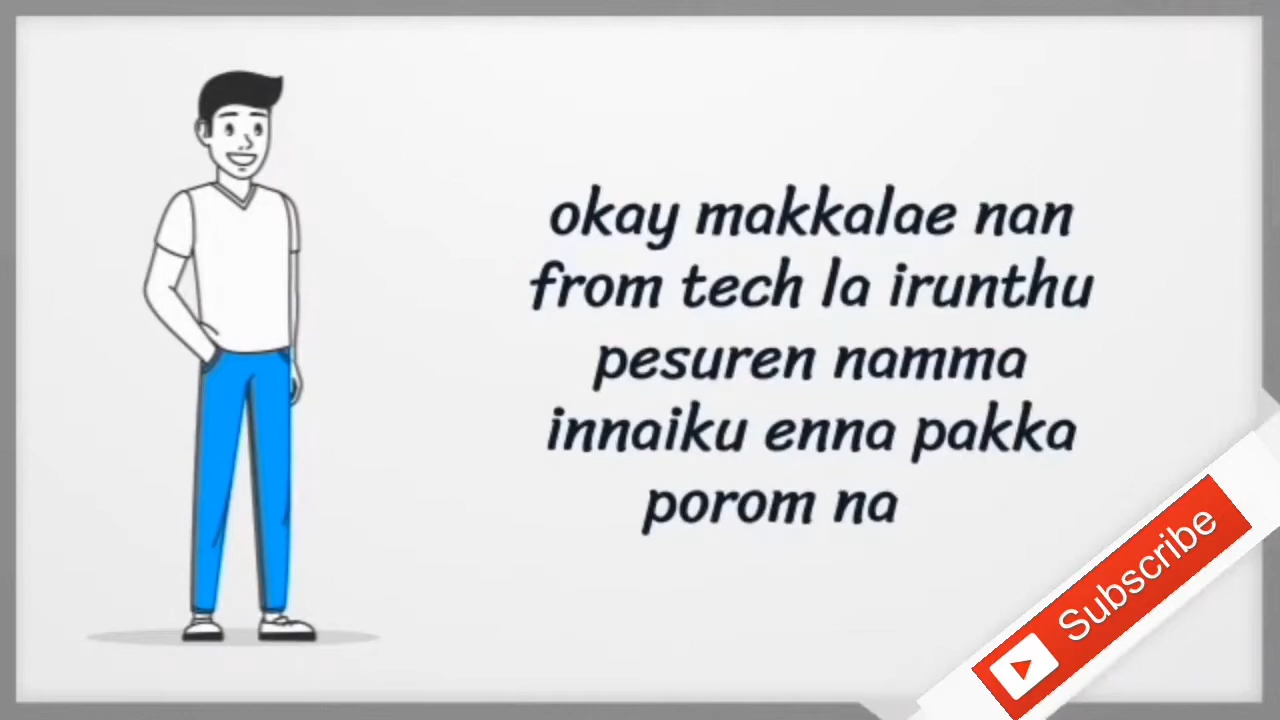 okay makkalae nan
from tech la irunthu
pesuren namma
innaiku enna pakka
porom na
Subscribe